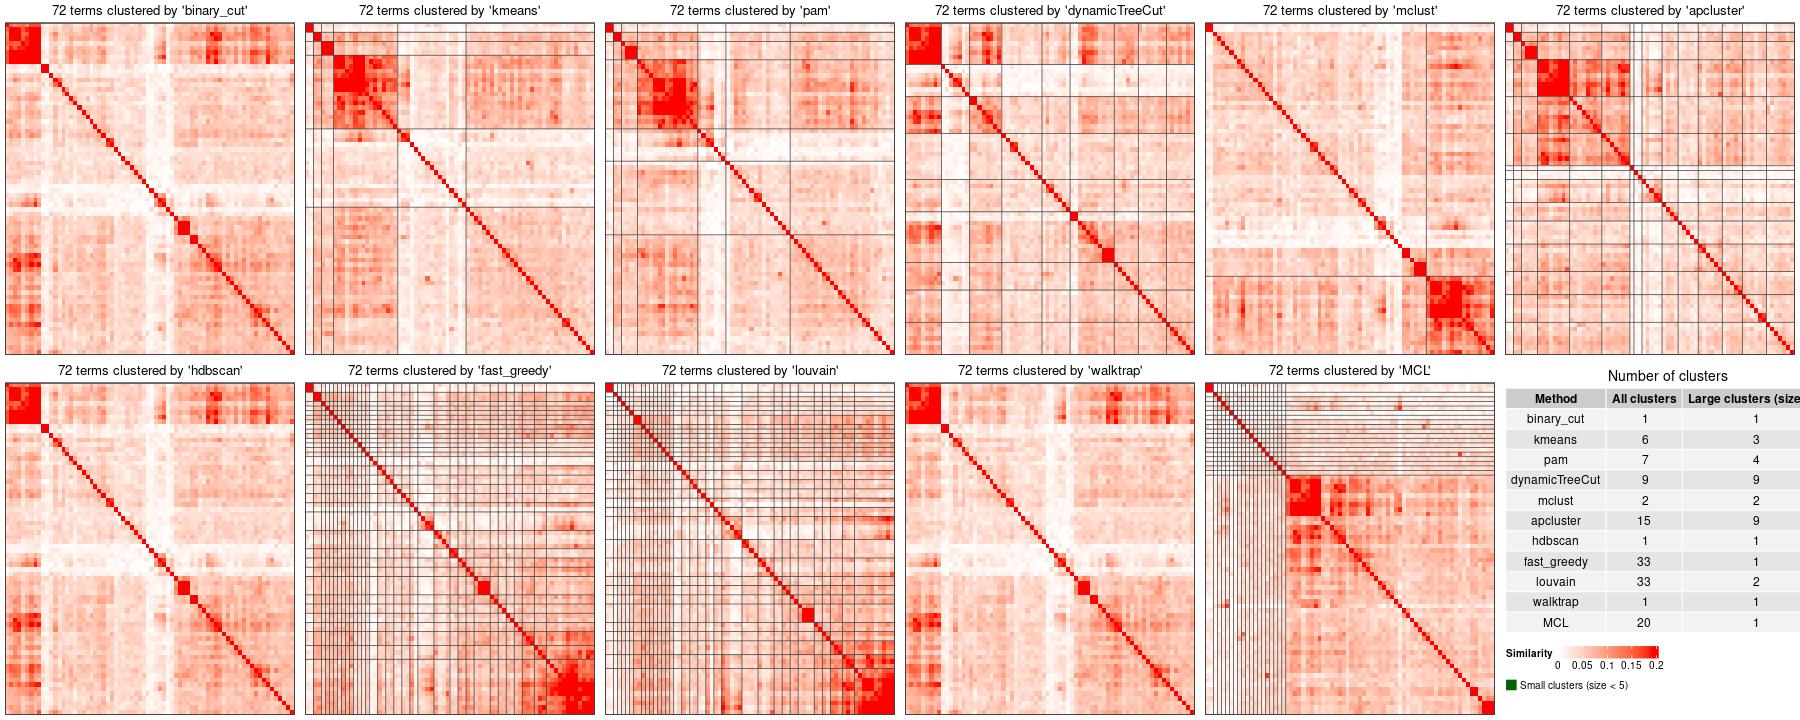 72 terms clustered by 'binary_cut'
72 terms clustered by 'kmeans'
72 terms clustered by 'pam'
72 terms clustered by 'dynamicTreeCut'
72 terms clustered by 'mclust'
72 terms clustered by 'apcluster'
72 terms clustered by 'hdbscan'
72 terms clustered by 'fast_greedy'
72 terms clustered by 'louvain'
72 terms clustered by 'walktrap'
72 terms clustered by 'MCL'
Number of clusters
Method All clusters Large clusters (size
binary_cut 1 1
kmeans 6 3
pam 7 4
dynamicTreeCut 9 9
mclust 2 2
apcluster 15 9
hdbscan 1 1
fast_greedy 33 1
louvain 33 2
walktrap 1 1
MCL 20 1
Similarity
0 0.05 0.1 0.15 0.2
Small clusters (size < 5)